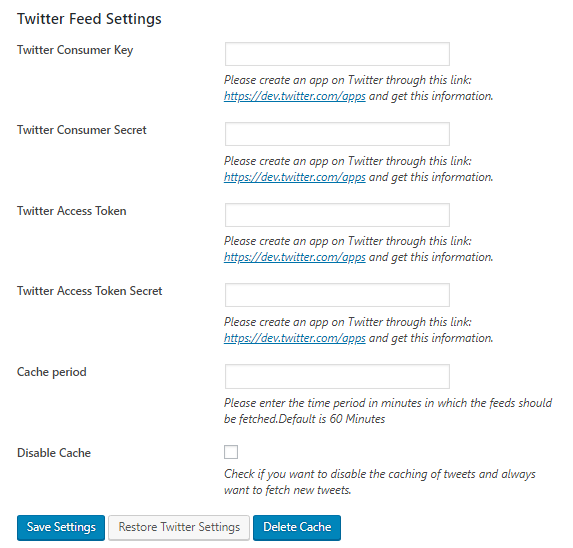 Twitter Feed Settings
Twitter Consumer Key
Please create an app on Twitter through this link:
https://dev.twitter.com/apps and get this information.
Twitter Consumer Secret
Please create an app on Twitter through this link:
https://dev.twitter.com/apps and get this information.
Twitter Access Token
Please create an app on Twitter through this link:
https://dev.twitter.com/apps and get this information.
Twitter Access Token Secret
Please create an app on Twitter through this link:
https://dev.twitter.com/apps and get this information.
Cache period
Please enter the time period in minutes in which the feeds should
be fetched.Default is 60 Minutes
Disable Cache
Check if you want to disable the caching of tweets and always
want to fetch new tweets.
Save Settings Restore Twitter Settings Delete Cache